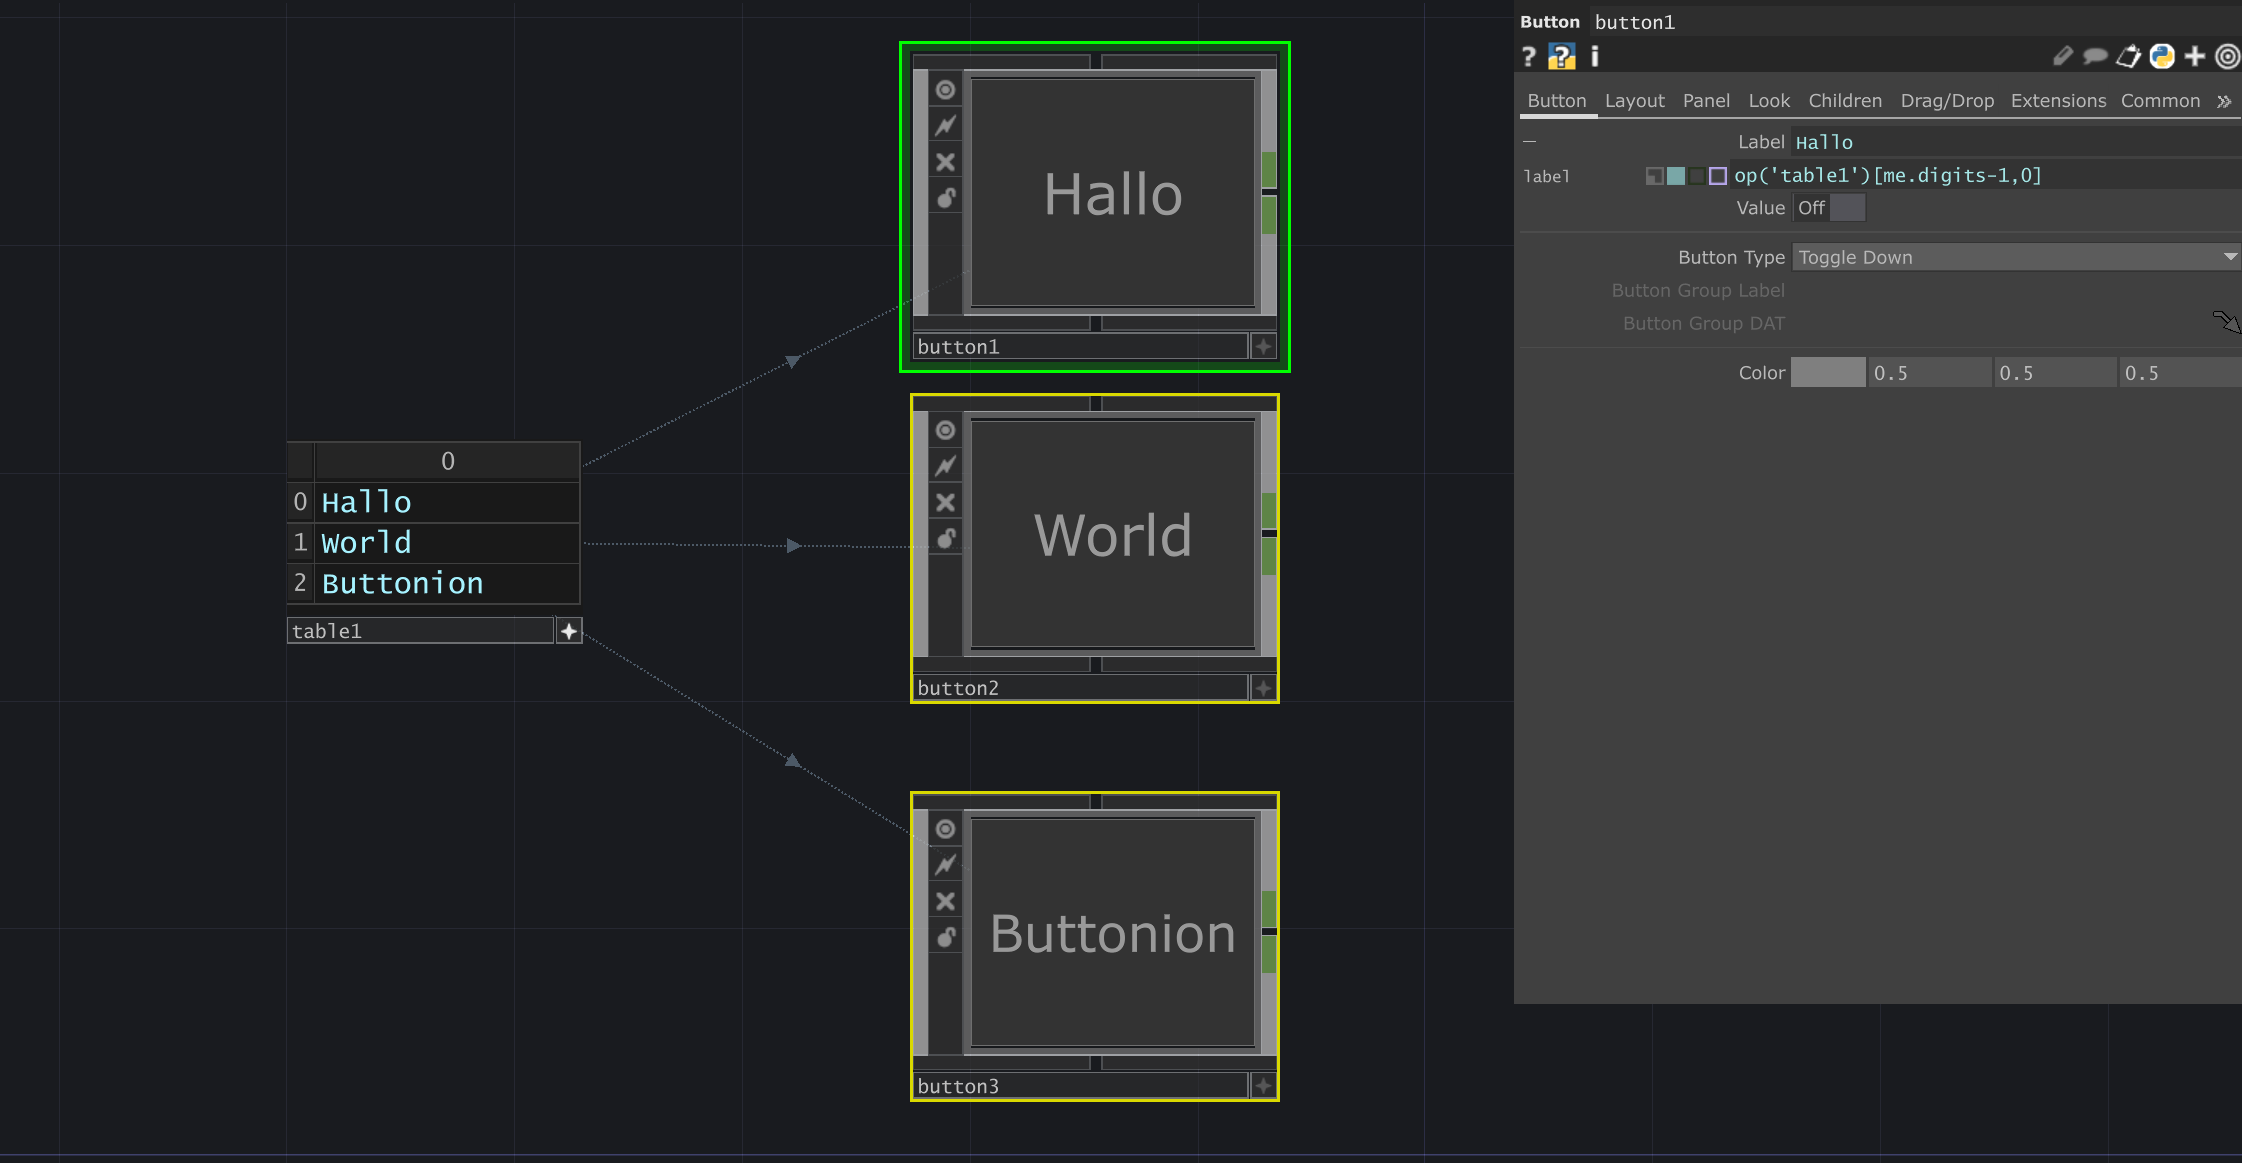 0
0 Hallo
1 World
2 Buttonion
table1
Hallo
button1
World
button2
Buttonion
button3
Button button1
? ? i
Button Layout Panel Look Children Drag/Drop Extensions Common »
Label Hallo
label op('table1')[me.digits-1,0]
Value Off
Button Type Toggle Down
Button Group Label
Button Group DAT
Color 0.5 0.5 0.5